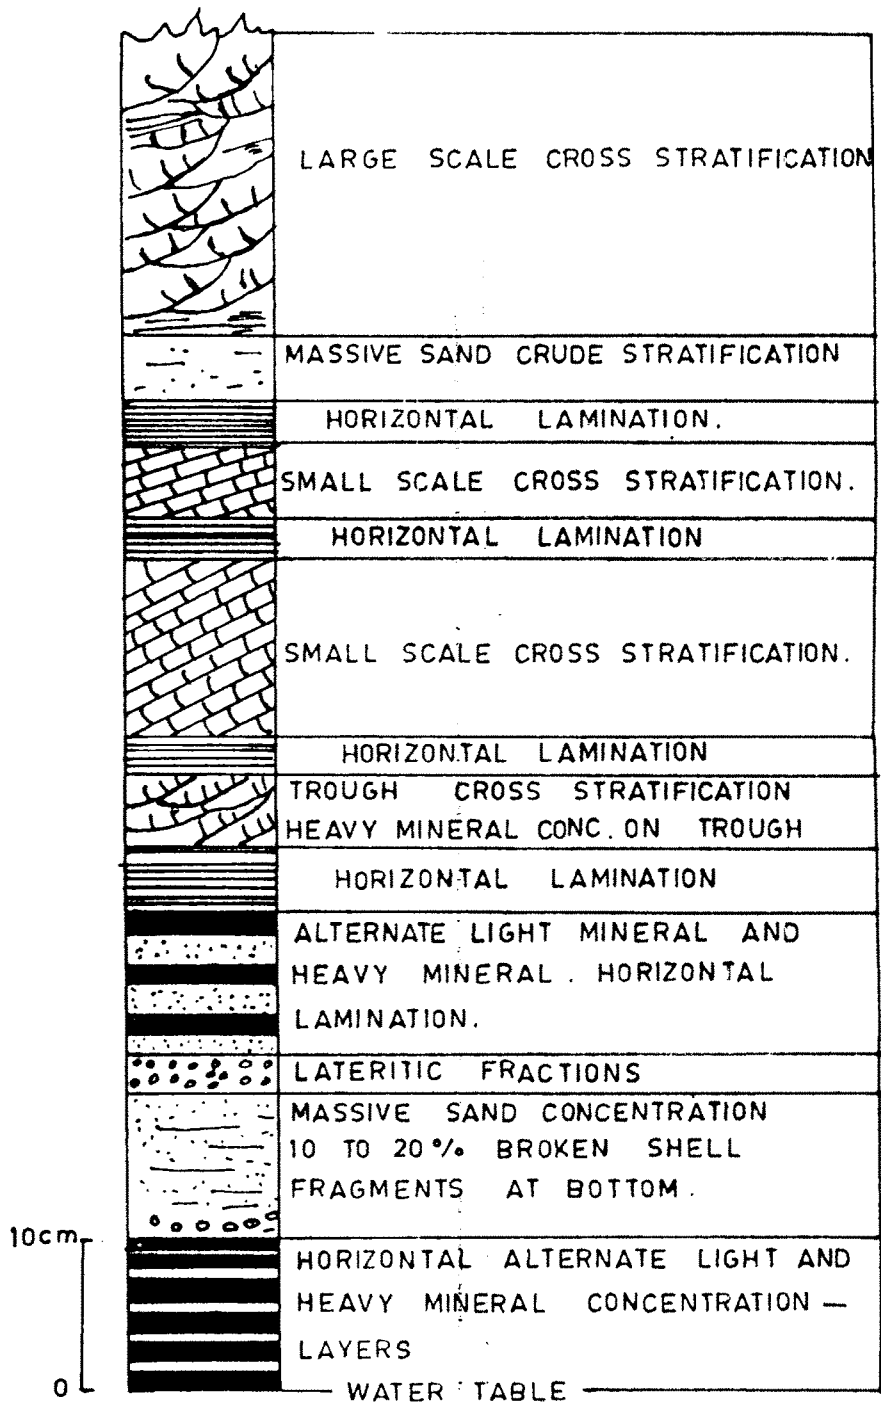 LARGE SCALE CROSS STRATIFICATION
MASSIVE SAND CRUDE STRATIFICATION
HORIZONTAL LAMINATION.
SMALL SCALE CROSS STRATIFICATION.
HORIZONTAL LAMINATION
SMALL SCALE CROSS STRATIFICATION.
HORIZONTAL LAMINATION
TROUGH CROSS STRATIFICATION
HEAVY MINERAL CONC. ON TROUGH
HORIZONTAL LAMINATION
ALTERNATE LIGHT MINERAL AND
HEAVY MINERAL. HORIZONTAL
LAMINATION.
LATERITIC FRACTIONS
MASSIVE SAND CONCENTRATION
10 TO 20% BROKEN SHELL
FRAGMENTS AT BOTTOM.
10cm
HORIZONTAL ALTERNATE LIGHT AND
HEAVY MINERAL CONCENTRATION —
LAYERS
0
WATER TABLE